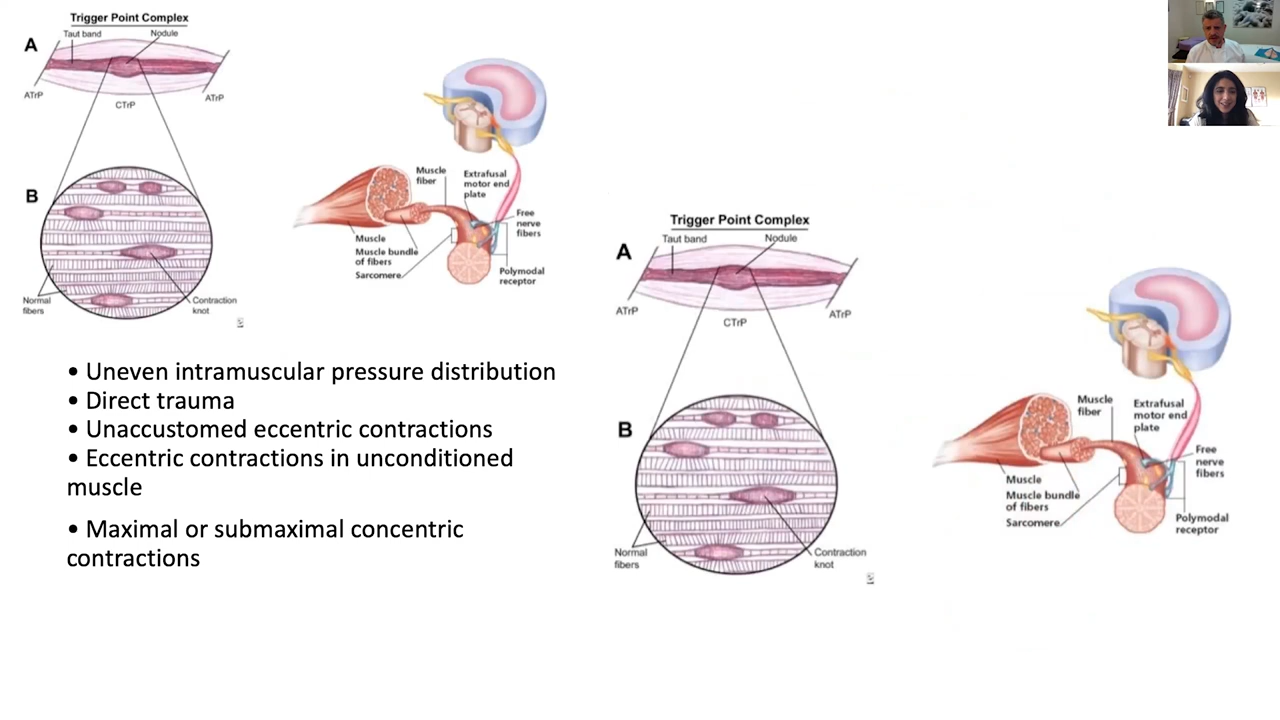 Trigger Point Complex
A
Taut band
Nodule
ATrP
CTrP
ATrP
B
Normal
fibers
Contraction
knot
Muscle
fiber
Extrafusal
motor end
plate
Free
nerve
fibers
Muscle
Muscle bundle
of fibers
Sarcomere
Polymodal
receptor
• Uneven intramuscular pressure distribution
• Direct trauma
• Unaccustomed eccentric contractions
• Eccentric contractions in unconditioned
muscle
• Maximal or submaximal concentric
contractions
Trigger Point Complex
A
Taut band
Nodule
ATrP
CTrP
ATrP
B
Normal
fibers
Contraction
knot
Muscle
fiber
Extrafusal
motor end
plate
Free
nerve
fibers
Muscle
Muscle bundle
of fibers
Sarcomere
Polymodal
receptor